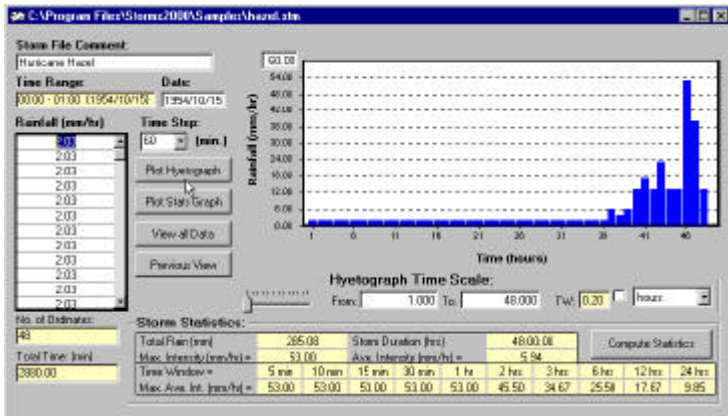 C:\Program Files\Storms2000\Samples\hazel.stm
Storm File Comment:
Hurricane Hazel
Time Range:
Date:
00:00 - 01:00 (1954/10/15)
1954/10/15
Rainfall (mm/hr)
Time Step:
60
(min.)
2.03
2.03
2.03
2.03
2.03
2.03
2.03
2.03
2.03
2.03
2.03
2.03
Plot Hyetograph
Plot Stats Graph
View all Data
Previous View
No. of Ordinates:
48
Total Time: (min)
2880.00
60.00
54.00
48.00
42.00
36.00
30.00
24.00
18.00
12.00
6.00
0.00
Rainfall (mm/hr)
1 6 11 16 21 26 31 36 41 46
Time (hours)
Hyetograph Time Scale:
From: 1.000 To: 48.000 TW: 0.20 hours
Storm Statistics:
Total Rain (mm) 285.08 Storm Duration (hrs) 48:00.00
Compute Statistics
Max. Intensity (mm/hr) = 53.00 Ave. Intensity (mm/hr) = 5.94
Time Window = 5 min 10 min 15 min 30 min 1 hr 2 hrs 3 hrs 6 hrs 12 hrs 24 hrs
Max. Ave. Int. (mm/hr) = 53.00 53.00 53.00 53.00 53.00 45.50 34.67 25.58 17.67 9.85